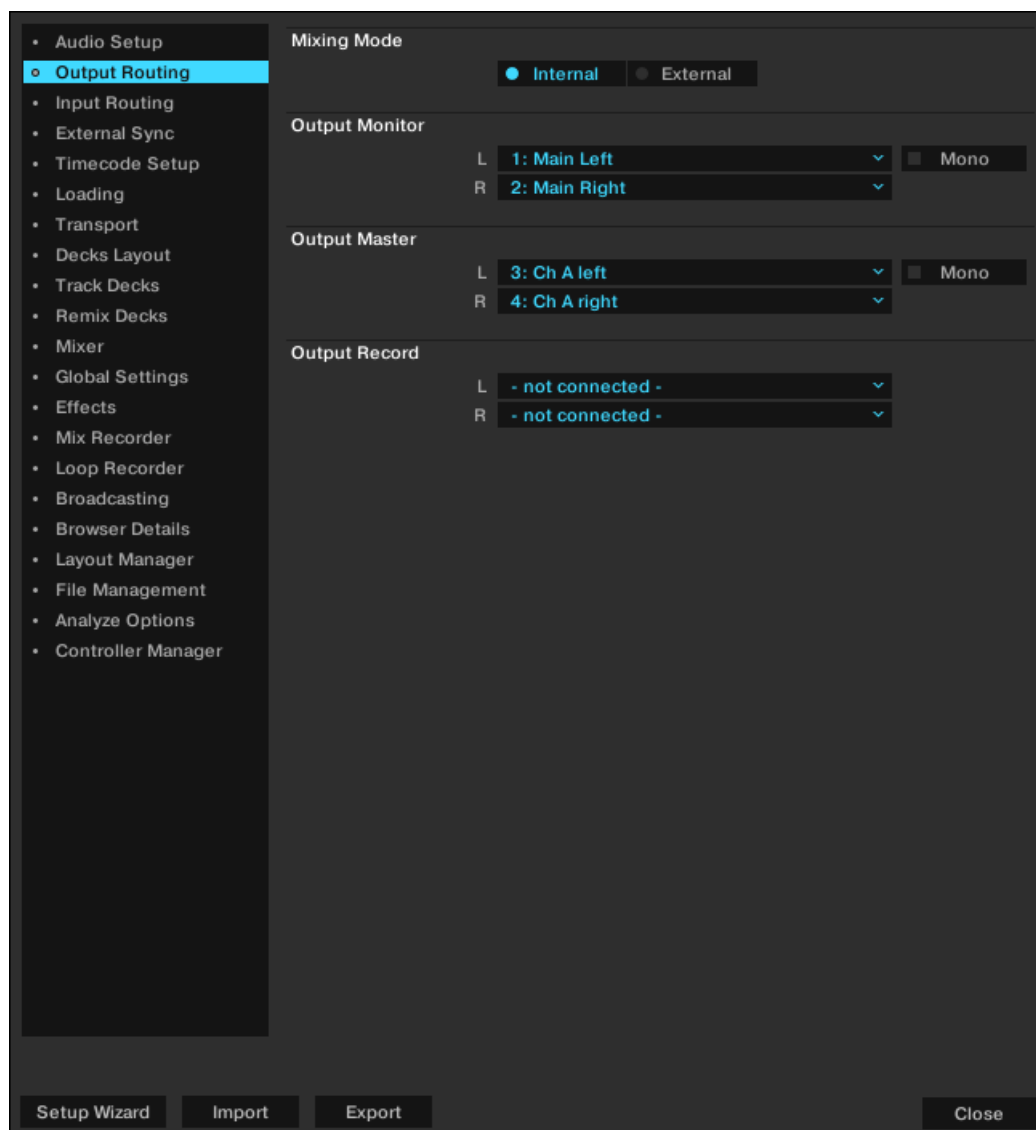 Audio Setup
Output Routing
Input Routing
External Sync
Timecode Setup
Loading
Transport
Decks Layout
Track Decks
Remix Decks
Mixer
Global Settings
Effects
Mix Recorder
Loop Recorder
Broadcasting
Browser Details
Layout Manager
File Management
Analyze Options
Controller Manager
Mixing Mode
Internal External
Output Monitor
L 1: Main Left Mono
R 2: Main Right
Output Master
L 3: Ch A left Mono
R 4: Ch A right
Output Record
L - not connected -
R - not connected -
Setup Wizard Import Export Close